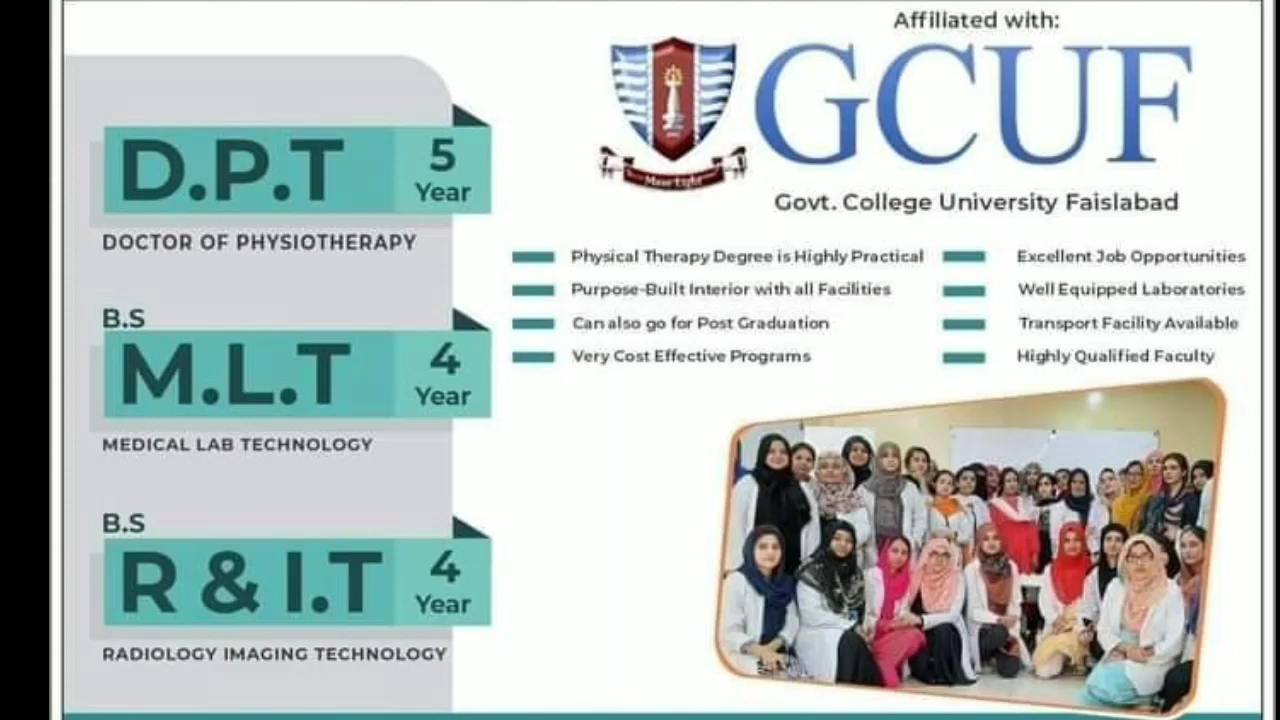 D.P.T
5
Year
DOCTOR OF PHYSIOTHERAPY
B.S
M.L.T
4
Year
MEDICAL LAB TECHNOLOGY
B.S
R & I.T
4
Year
RADIOLOGY IMAGING TECHNOLOGY
Affiliated with:
GCUF
Govt. College University Faislabad
Physical Therapy Degree is Highly Practical
Purpose-Built Interior with all Facilities
Can also go for Post Graduation
Very Cost Effective Programs
Excellent Job Opportunities
Well Equipped Laboratories
Transport Facility Available
Highly Qualified Faculty